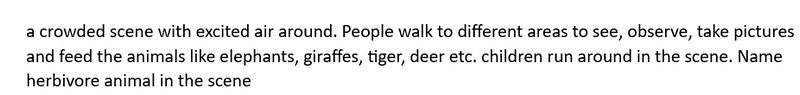 a crowded scene with excited air around. People walk to different areas to see, observe, take pictures
and feed the animals like elephants, giraffes, tiger, deer etc. children run around in the scene. Name
herbivore animal in the scene